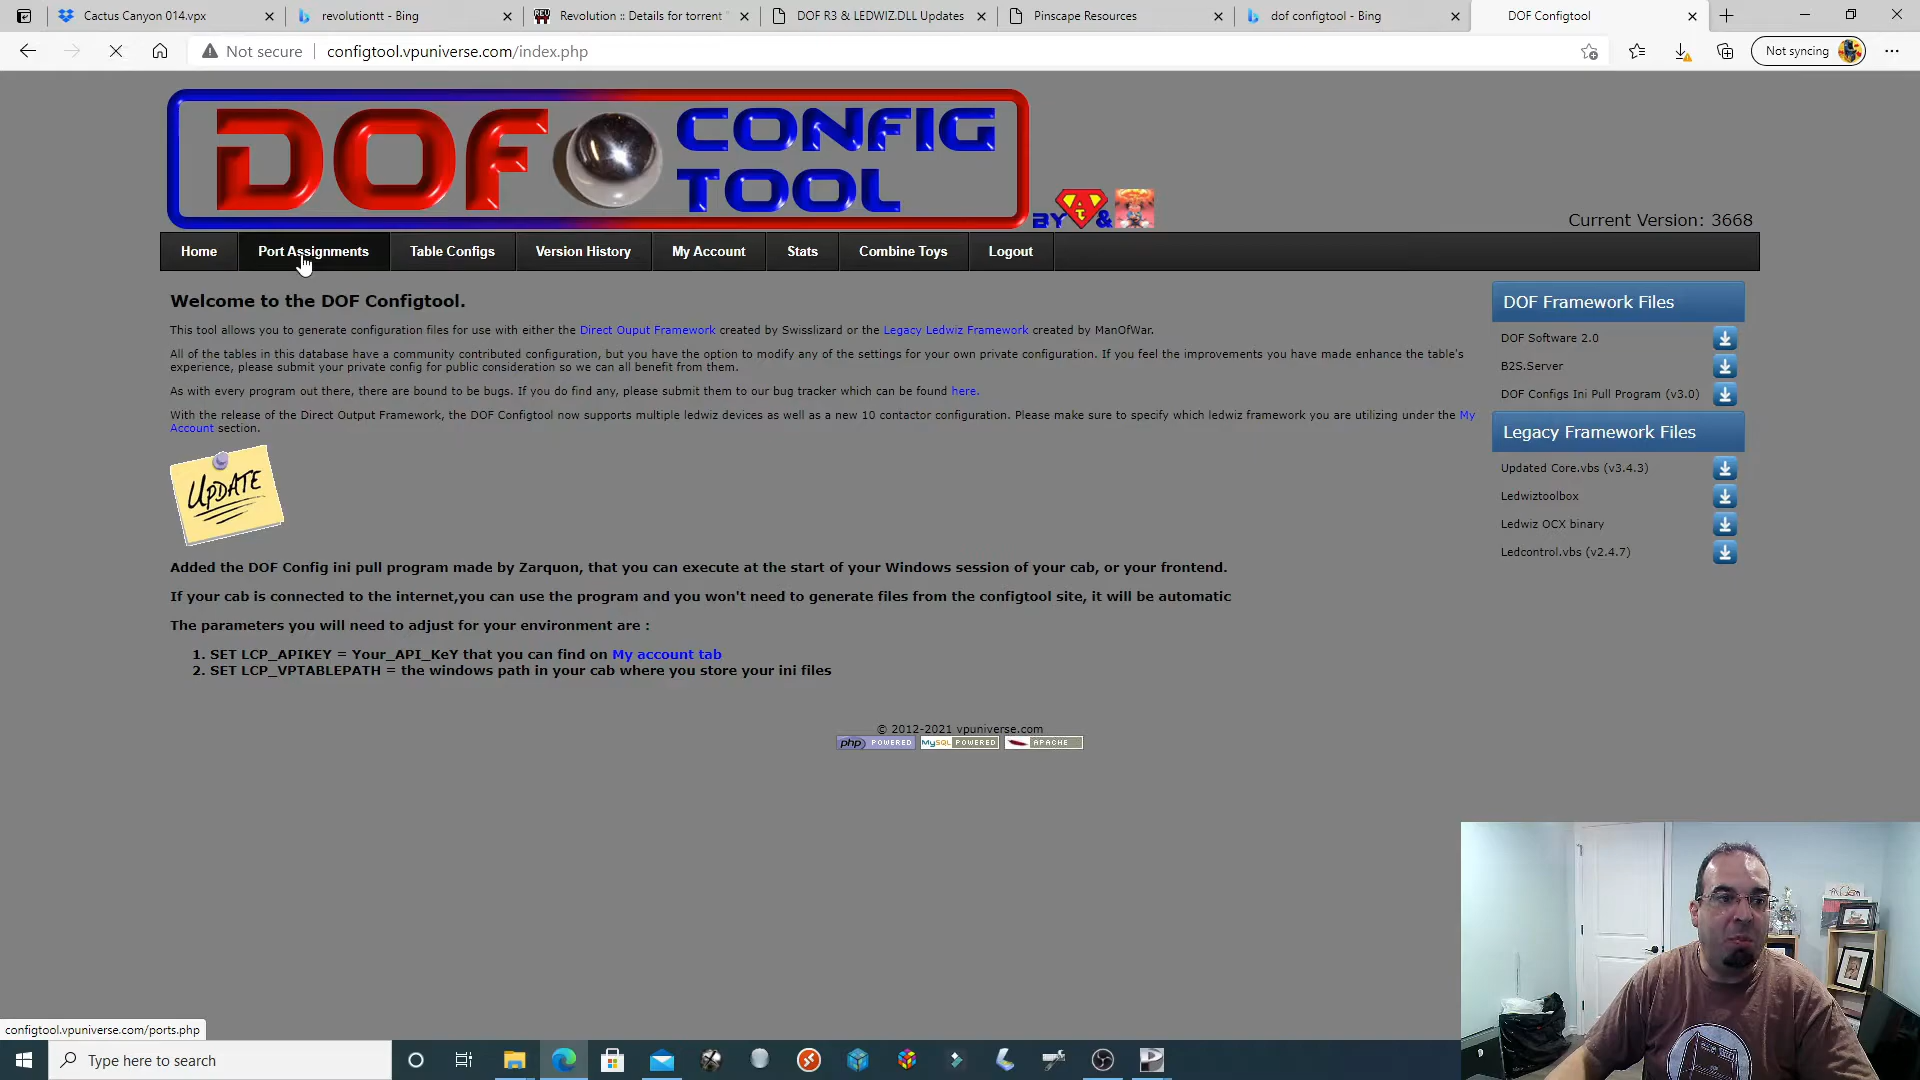 Cactus Canyon 014.vpx
revolutiontt - Bing
REV
Revolution :: Details for torrent "
DOF R3 & LEDWIZ.DLL Updates
Pinscape Resources
dof configtool - Bing
DOF Configtool
Not secure
configtool.vpuniverse.com/index.php
Not syncing
DOF CONFIG TOOL
BY &
Current Version: 3668
Home
Port Assignments
Table Configs
Version History
My Account
Stats
Combine Toys
Logout
Welcome to the DOF Configtool.
This tool allows you to generate configuration files for use with either the Direct Ouput Framework created by Swisslizard or the Legacy Ledwiz Framework created by ManOfWar.
All of the tables in this database have a community contributed configuration, but you have the option to modify any of the settings for your own private configuration. If you feel the improvements you have made enhance the table's
experience, please submit your private config for public consideration so we can all benefit from them.
As with every program out there, there are bound to be bugs. If you do find any, please submit them to our bug tracker which can be found here.
With the release of the Direct Output Framework, the DOF Configtool now supports multiple ledwiz devices as well as a new 10 contactor configuration. Please make sure to specify which ledwiz framework you are utilizing under the My
Account section.
UPDATE
Added the DOF Config ini pull program made by Zarquon, that you can execute at the start of your Windows session of your cab, or your frontend.
If your cab is connected to the internet,you can use the program and you won't need to generate files from the configtool site, it will be automatic
The parameters you will need to adjust for your environment are :
1. SET LCP_APIKEY = Your_API_KeY that you can find on My account tab
2. SET LCP_VPTABLEPATH = the windows path in your cab where you store your ini files
DOF Framework Files
DOF Software 2.0
B2S.Server
DOF Configs Ini Pull Program (v3.0)
Legacy Framework Files
Updated Core.vbs (v3.4.3)
Ledwiztoolbox
Ledwiz OCX binary
Ledcontrol.vbs (v2.4.7)
© 2012-2021 vpuniverse.com
php POWERED
MySQL POWERED
APACHE
configtool.vpuniverse.com/ports.php
Type here to search